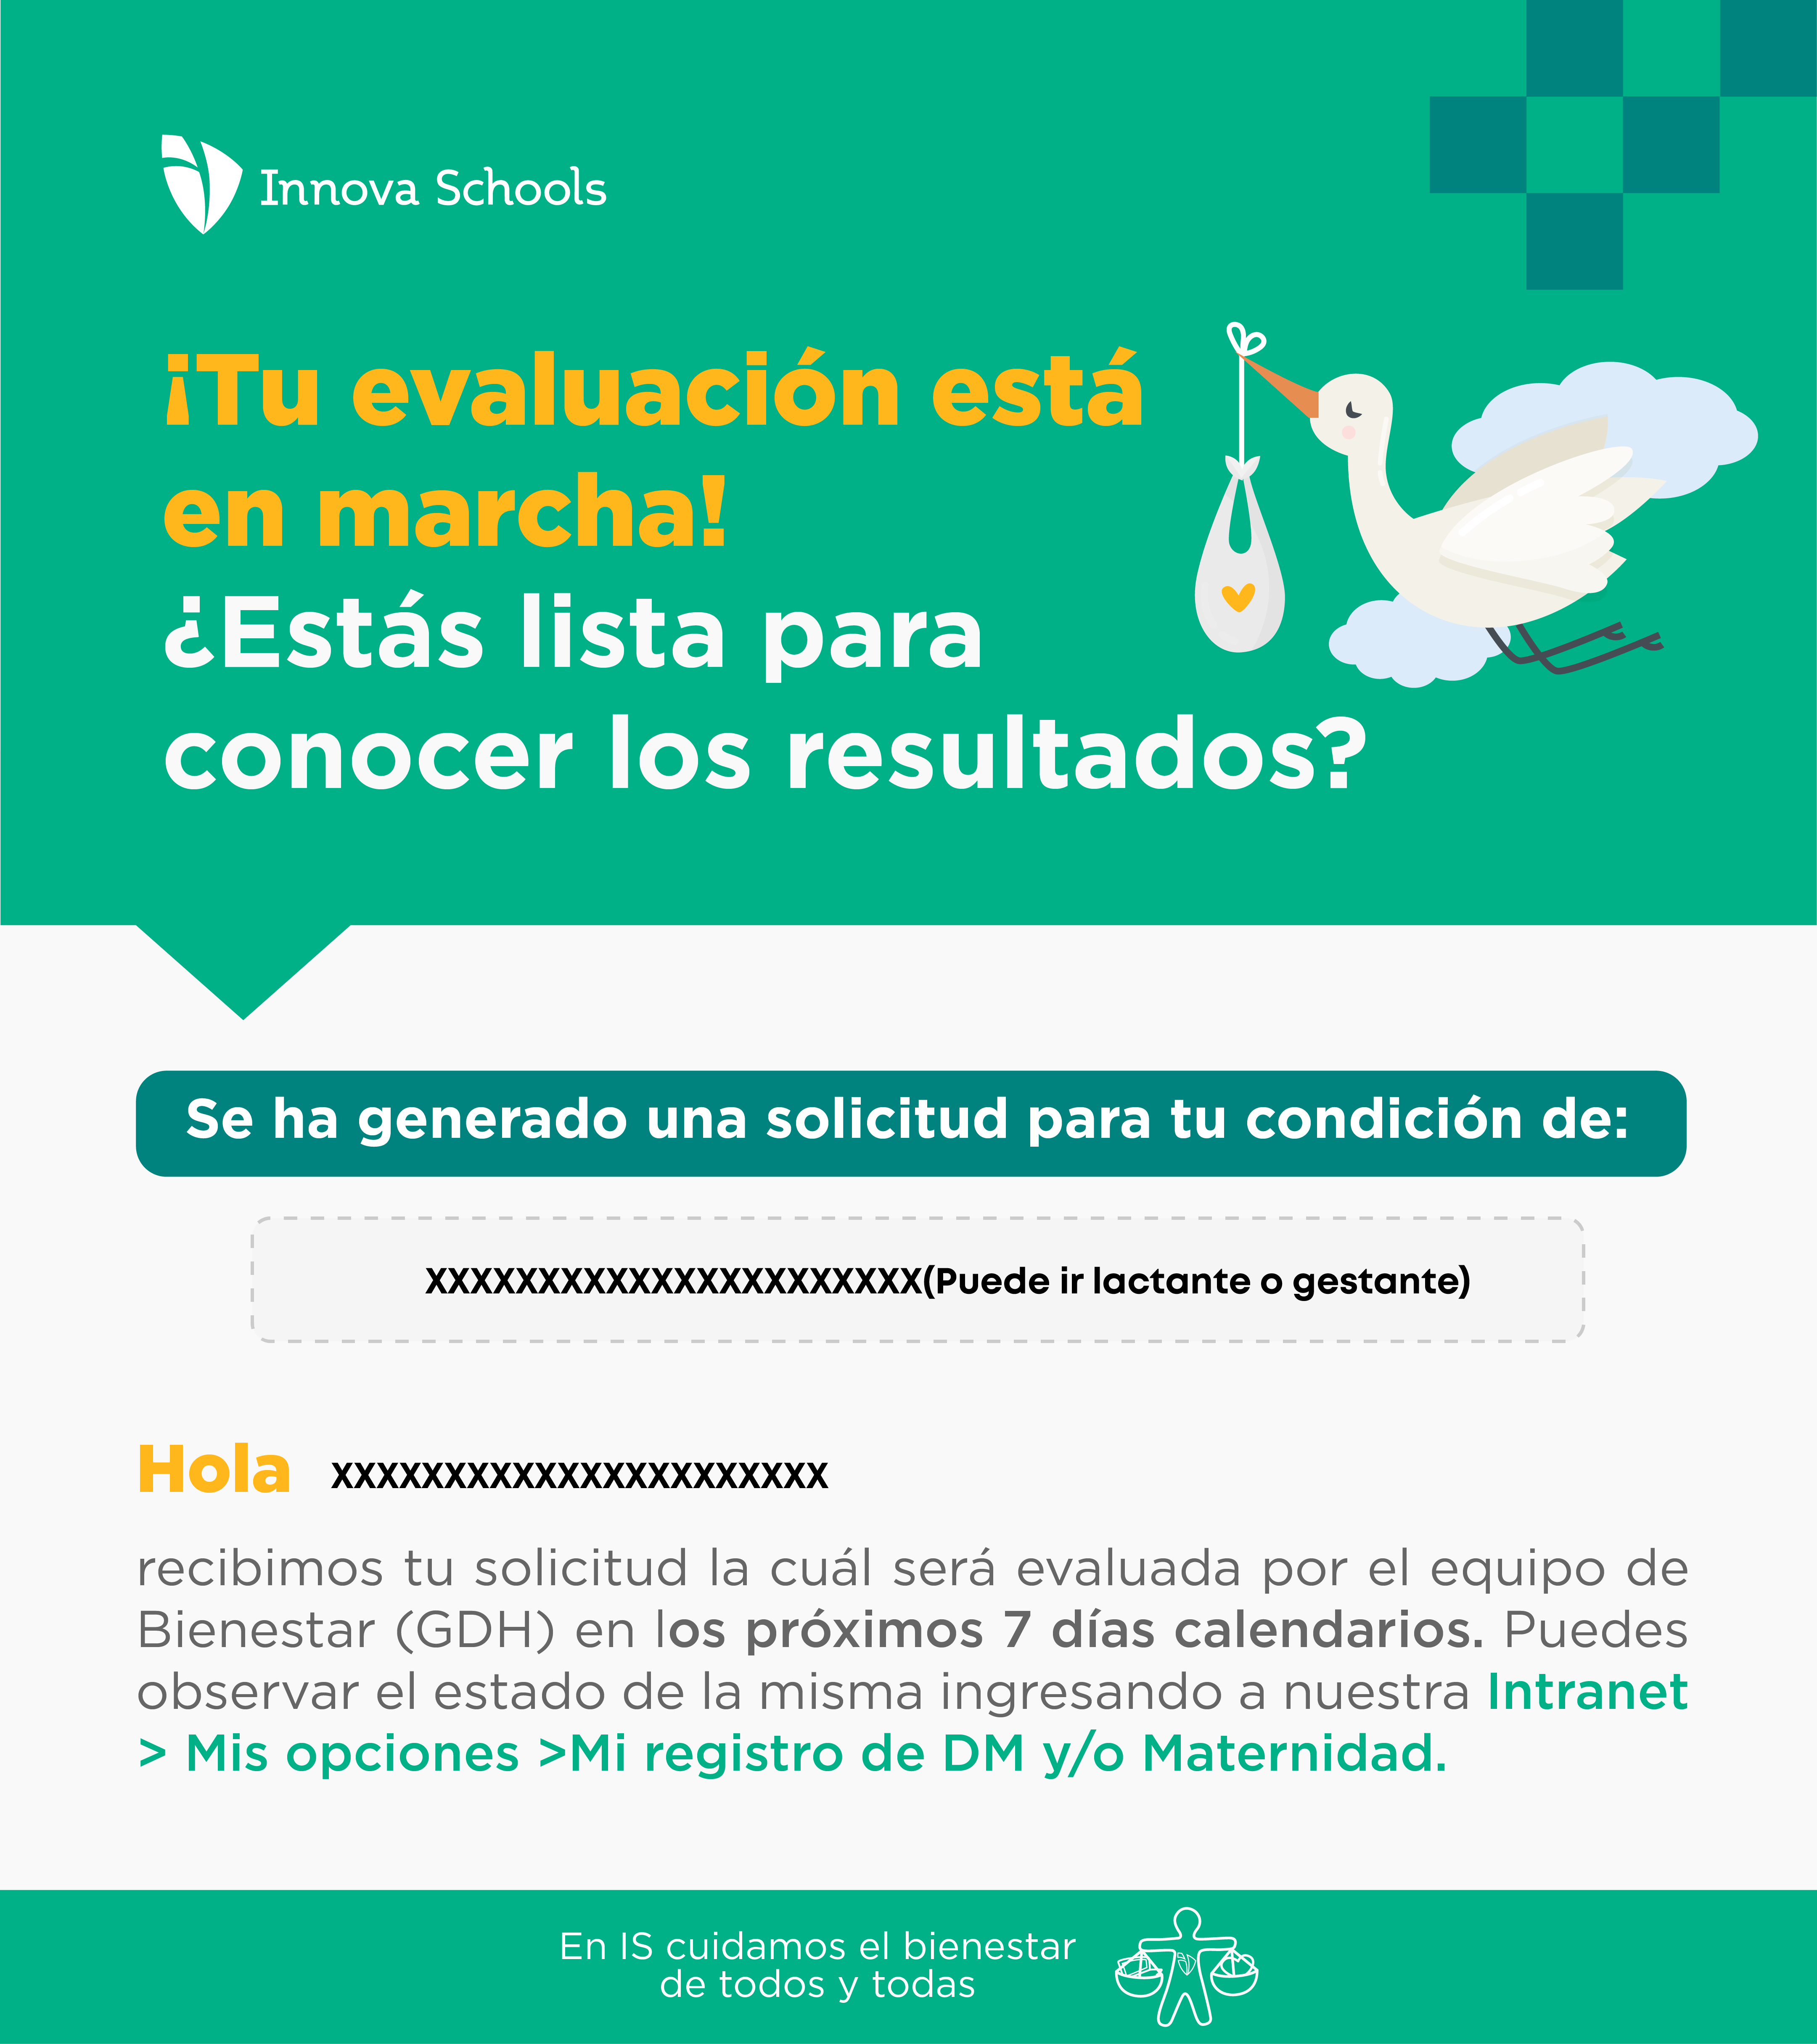 Innova Schools
¡Tu evaluación está
en marcha!
¿Estás lista para
conocer los resultados?
Se ha generado una solicitud para tu condición de:
XXXXXXXXXXXXXXXXXXXXXX(Puede ir lactante o gestante)
Hola XXXXXXXXXXXXXXXXXXXXXX
recibimos tu solicitud la cuál será evaluada por el equipo de
Bienestar (GDH) en los próximos 7 días calendarios. Puedes
observar el estado de la misma ingresando a nuestra Intranet
> Mis opciones >Mi registro de DM y/o Maternidad.
En IS cuidamos el bienestar
de todos y todas